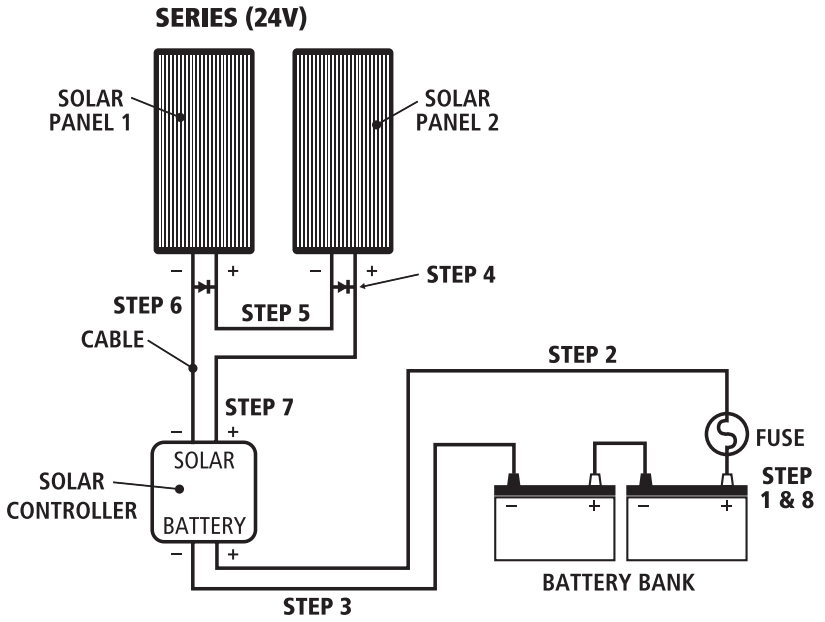 SERIES (24V)
SOLAR
PANEL 1
SOLAR
PANEL 2
– + – +
STEP 4
STEP 6
STEP 5
CABLE
STEP 2
STEP 7
– +
FUSE
SOLAR
SOLAR
CONTROLLER
STEP
1 & 8
– + – +
BATTERY
– +
BATTERY BANK
STEP 3